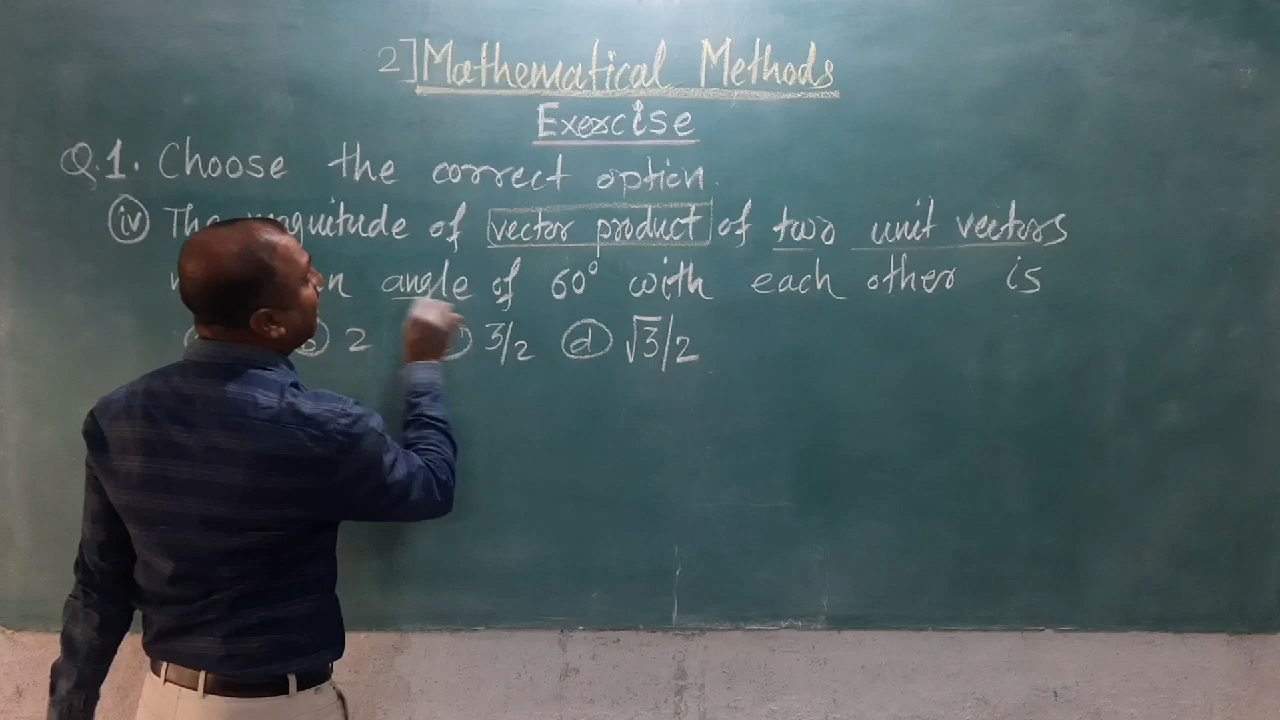 2] Mathematical Methods
Exercise
Q.1. Choose the correct option.
(iv) The magnitude of vector product of two unit vectors
angle of 60° with each other is
(b) 2 3/2 (d) √3/2